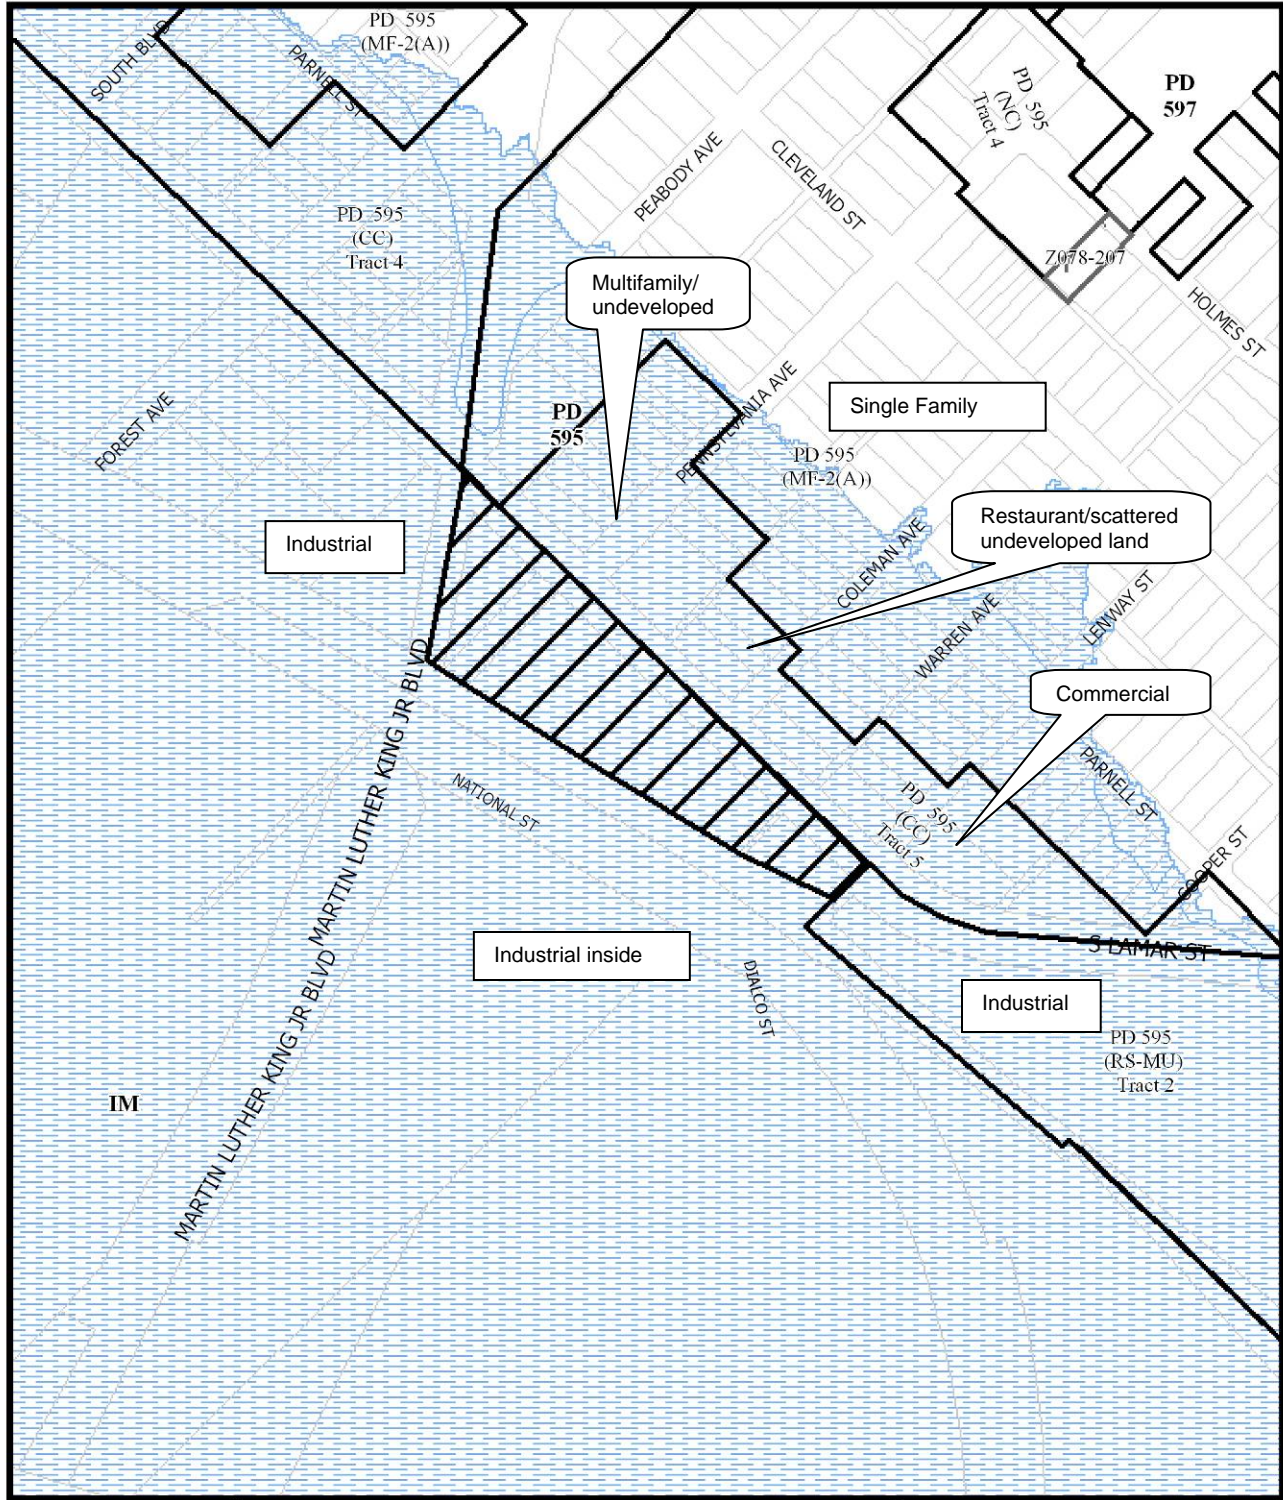 PD 595
(MF-2(A))
SOUTH BLVD
PARNELL ST
PD 595
(NC)
Tract 4
PD
597
PEABODY AVE
CLEVELAND ST
PD 595
(CC)
Tract 4
Z078-207
HOLMES ST
Multifamily/
undeveloped
FOREST AVE
PD
595
PENNSYLVANIA AVE
Single Family
PD 595
(MF-2(A))
Industrial
Restaurant/scattered
undeveloped land
COLEMAN AVE
WARREN AVE
LENWAY ST
Commercial
MARTIN LUTHER KING JR BLVD
NATIONAL ST
PD 595
(CC)
Tract 5
PARNELL ST
COOPER ST
Industrial inside
S LAMAR ST
DIALCO ST
Industrial
PD 595
(RS-MU)
Tract 2
MARTIN LUTHER KING JR BLVD
IM